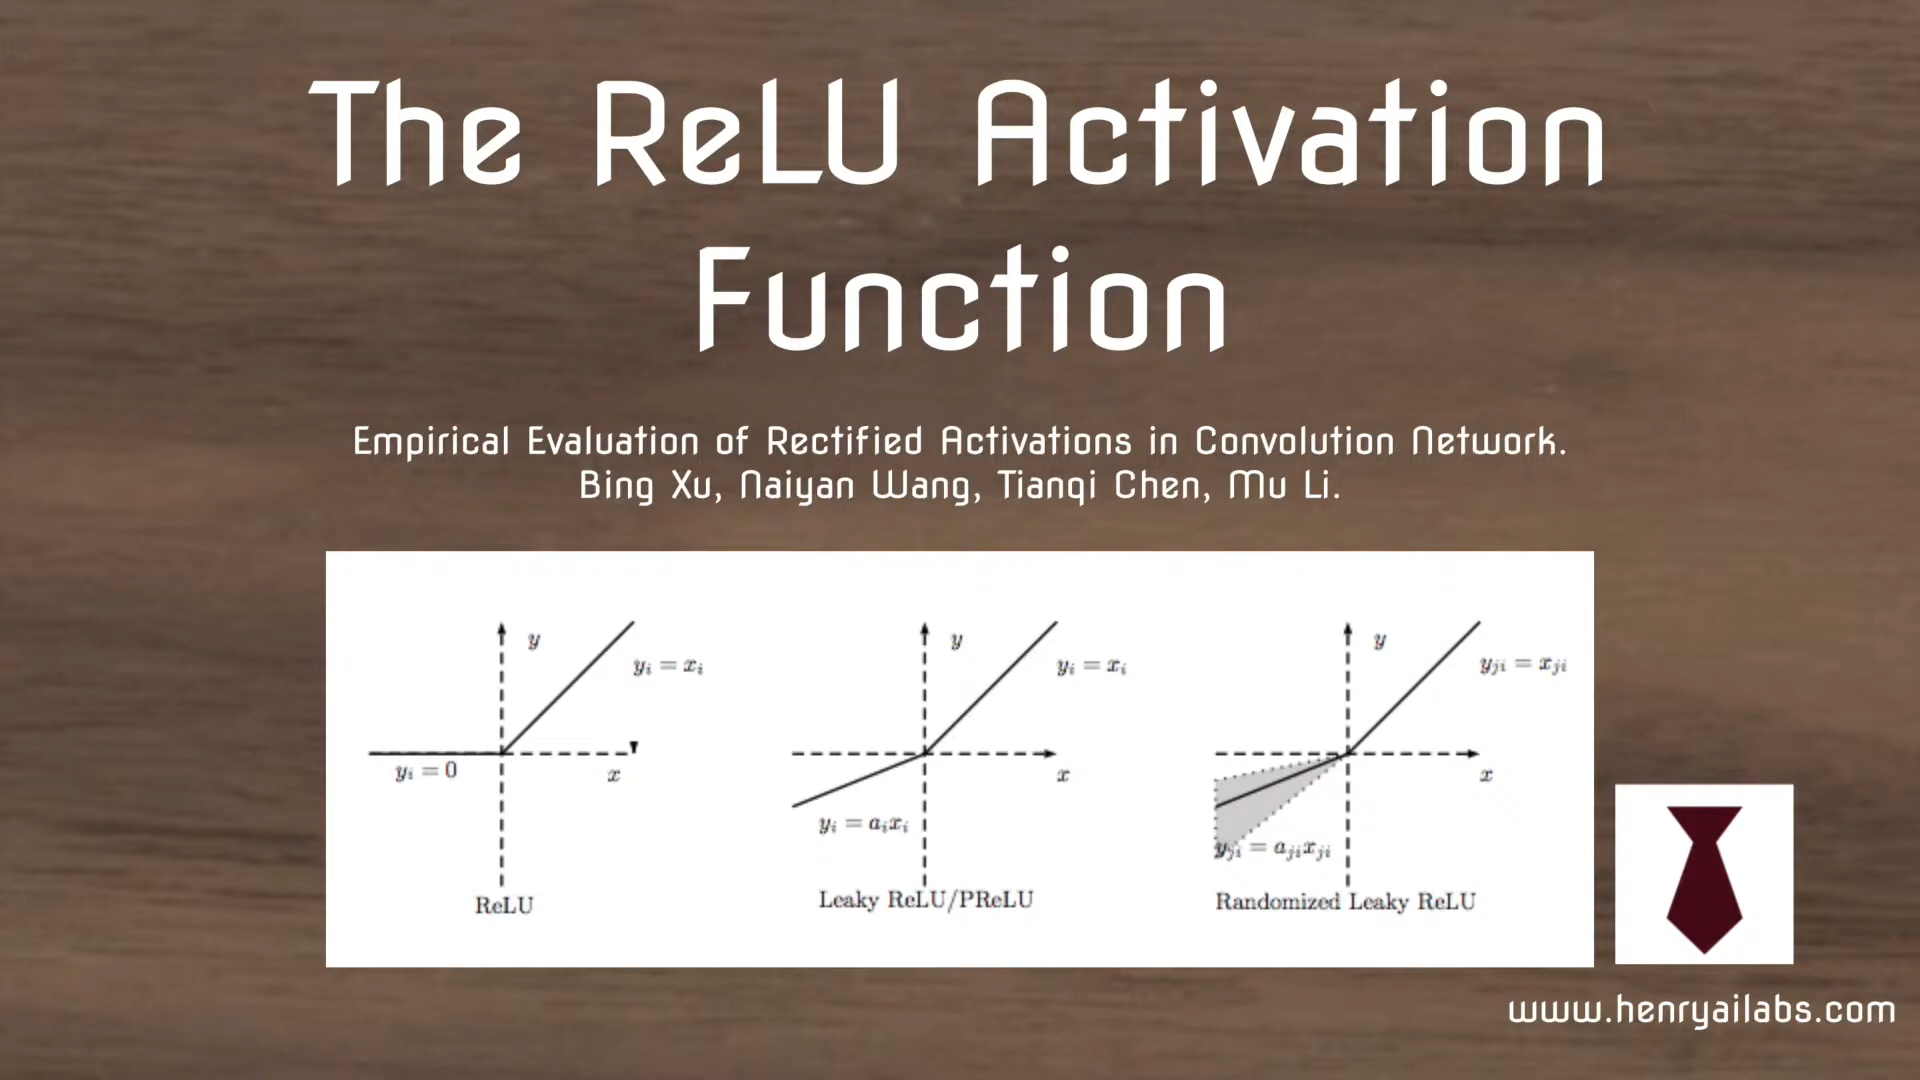 The ReLU Activation
Function
Empirical Evaluation of Rectified Activations in Convolution Network.
Bing Xu, Naiyan Wang, Tianqi Chen, Mu Li.
y
yᵢ = xᵢ
yᵢ = 0
x
ReLU
y
yᵢ = xᵢ
x
yᵢ = aᵢxᵢ
Leaky ReLU/PReLU
y
yⱼᵢ = xⱼᵢ
x
yⱼᵢ = aⱼᵢxⱼᵢ
Randomized Leaky ReLU
www.henryailabs.com